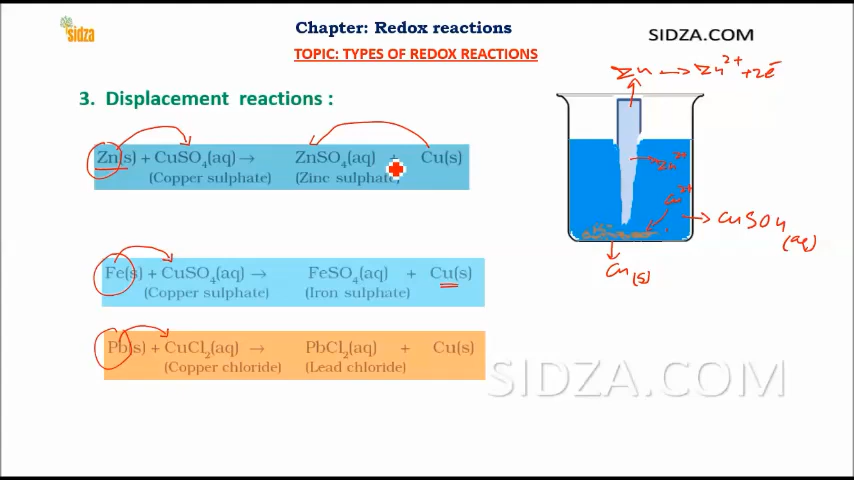 sidza
Chapter: Redox reactions
SIDZA.COM
TOPIC: TYPES OF REDOX REACTIONS
Zn → Zn²⁺ +2e⁻
3. Displacement reactions :
Zn(s) + CuSO₄(aq) → ZnSO₄(aq) + Cu(s)
(Copper sulphate) (Zinc sulphate)
Zn²⁺
Cu²⁺
CuSO₄ (aq)
Cu(s)
Fe(s) + CuSO₄(aq) → FeSO₄(aq) + Cu(s)
(Copper sulphate) (Iron sulphate)
Pb(s) + CuCl₂(aq) → PbCl₂(aq) + Cu(s)
(Copper chloride) (Lead chloride)
SIDZA.COM